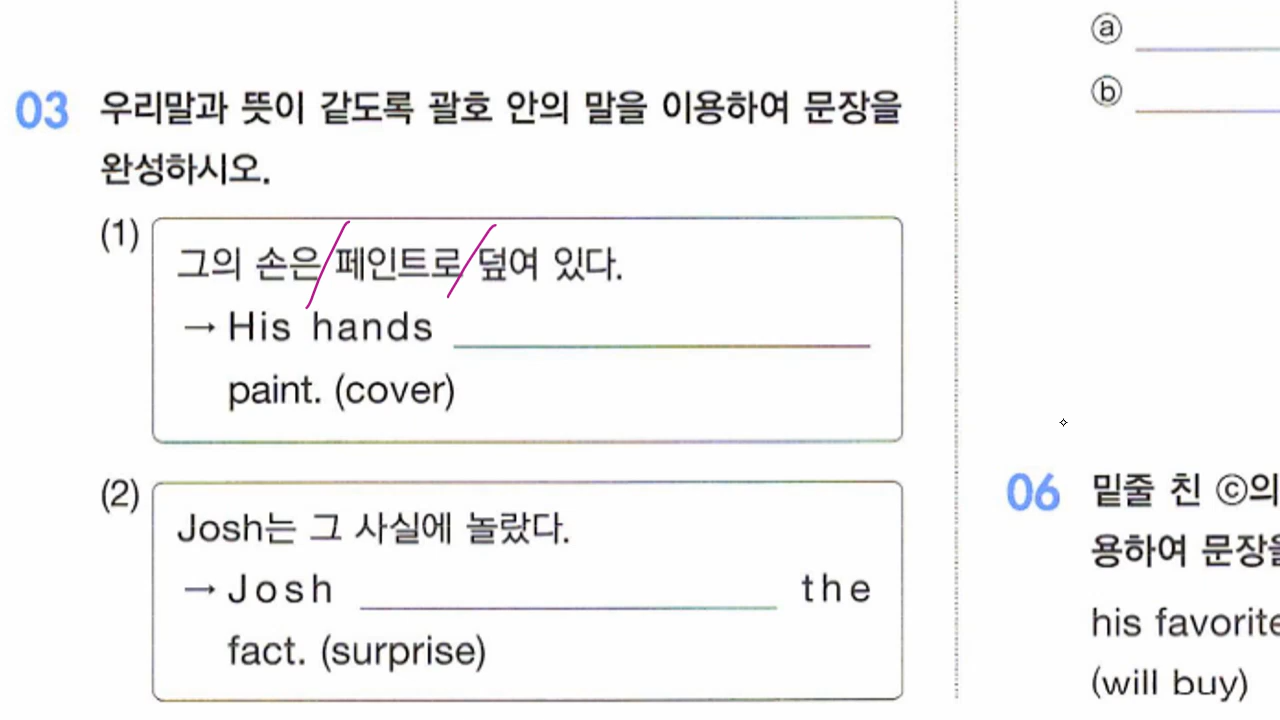 ⓐ
ⓑ
03 우리말과 뜻이 같도록 괄호 안의 말을 이용하여 문장을
완성하시오.
(1)
그의 손은 페인트로 덮여 있다.
→ His hands
paint. (cover)
(2)
Josh는 그 사실에 놀랐다.
→ Josh the
fact. (surprise)
06 밑줄 친 ⓒ의
용하여 문장을
his favorite
(will buy)